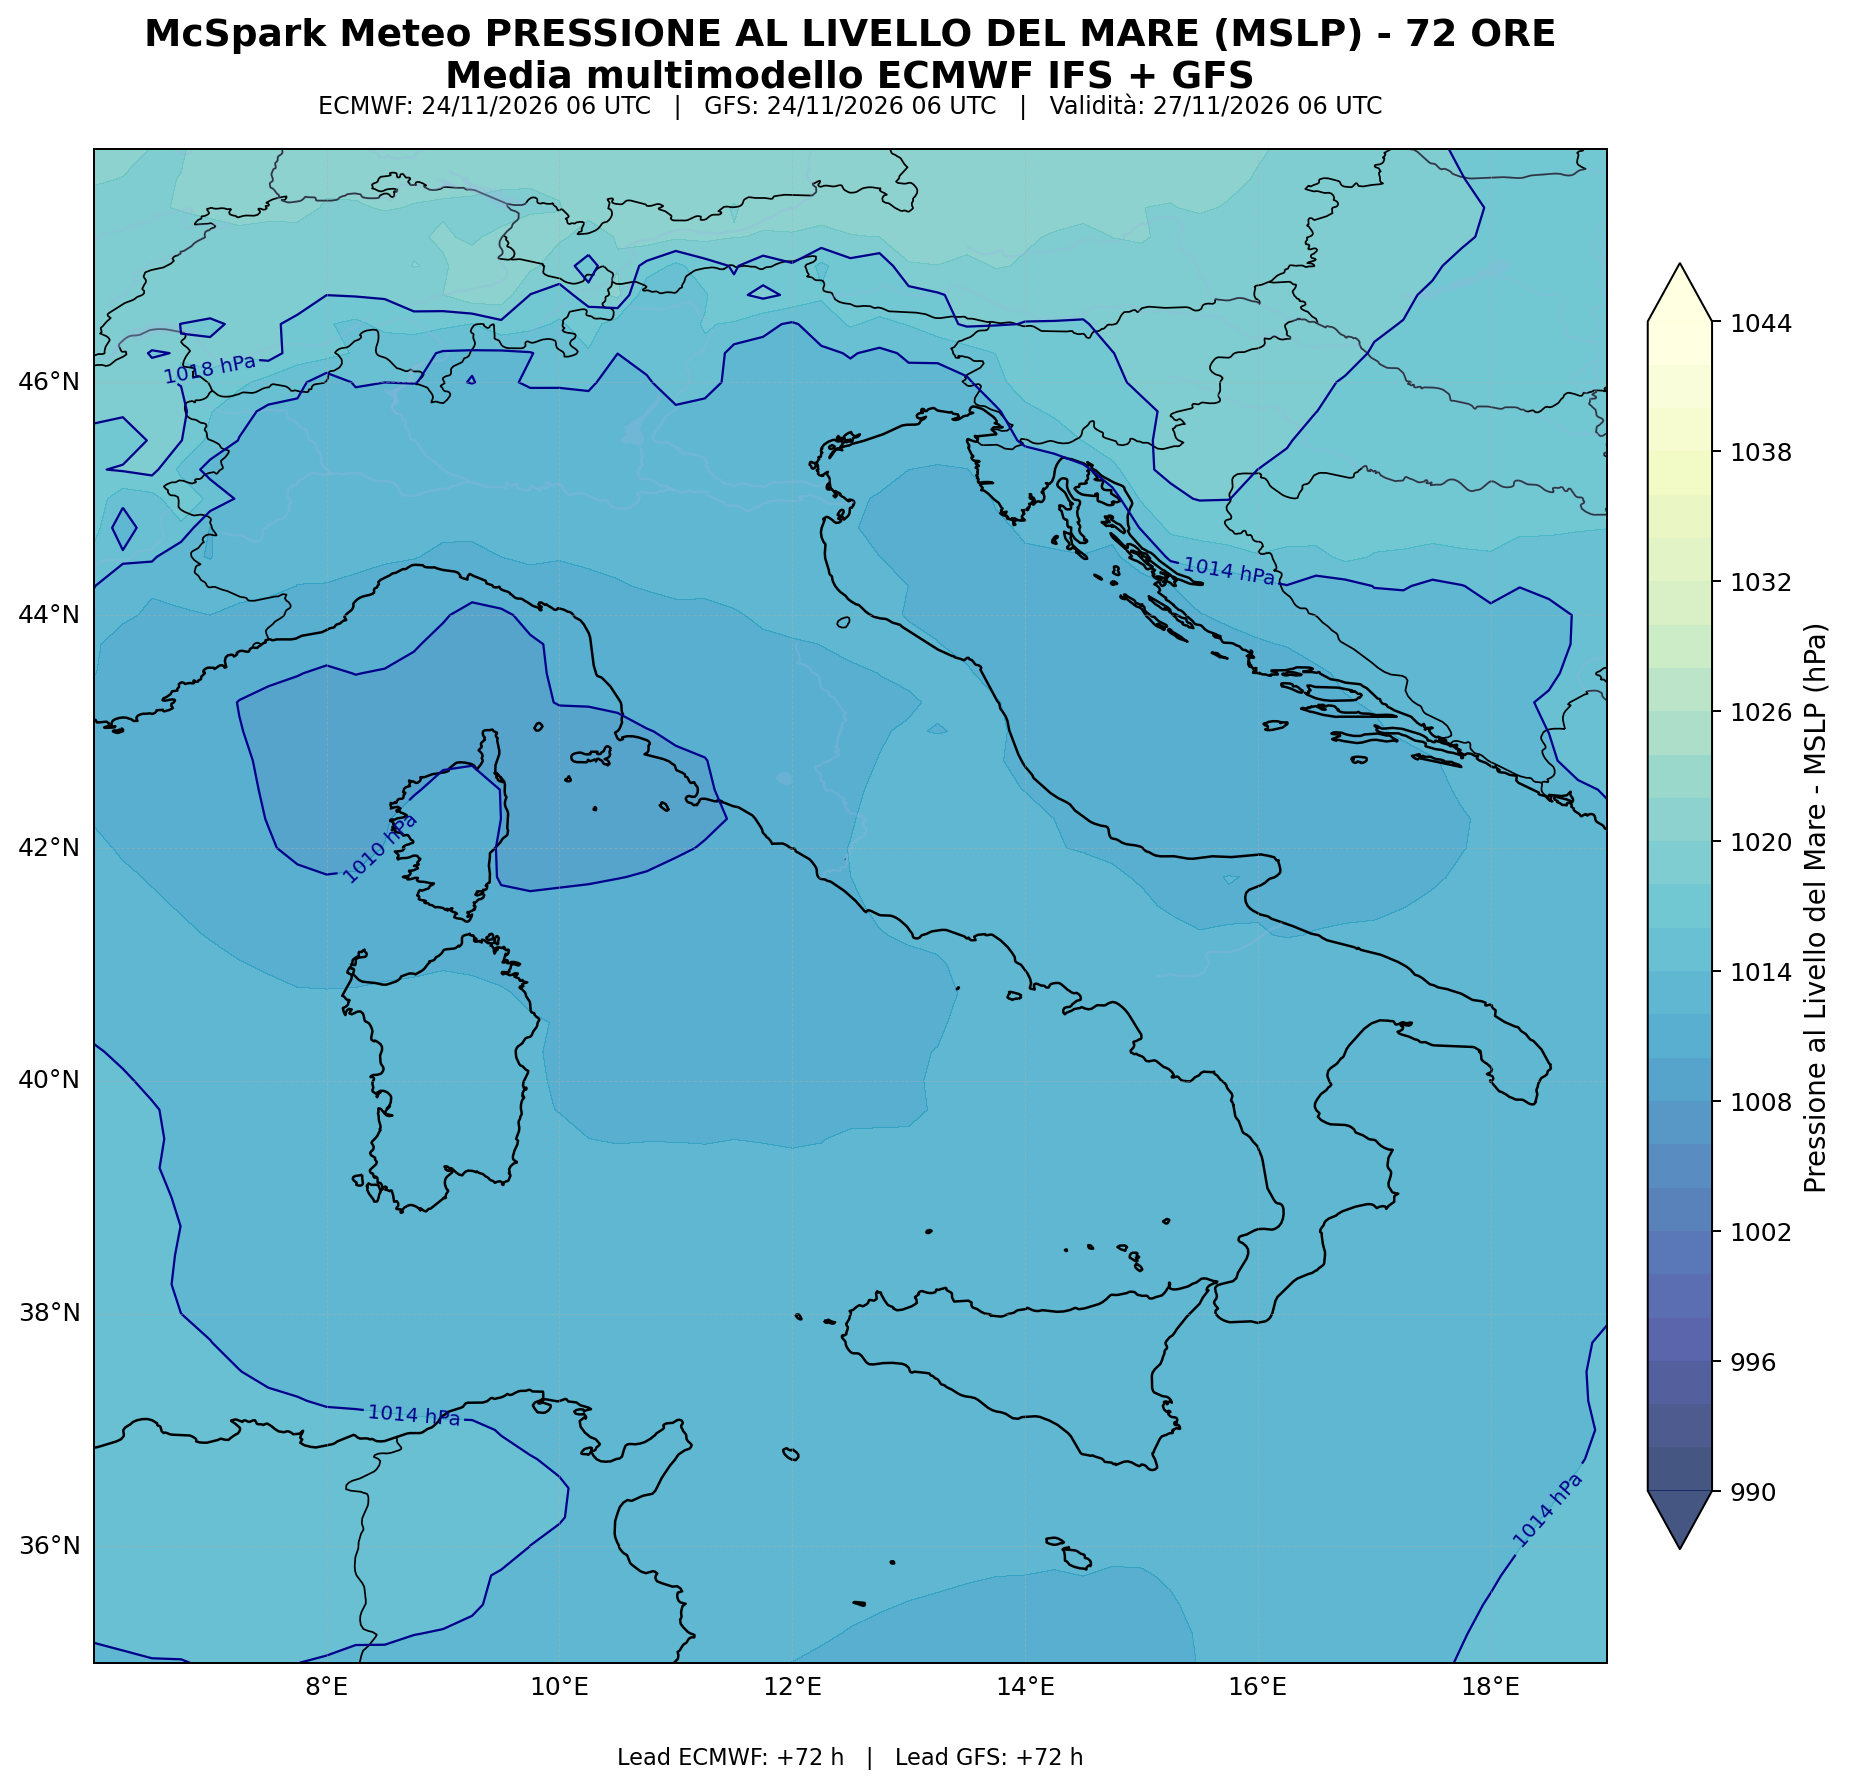 McSpark Meteo PRESSIONE AL LIVELLO DEL MARE (MSLP) - 72 ORE
Media multimodello ECMWF IFS + GFS
ECMWF: 24/11/2026 06 UTC | GFS: 24/11/2026 06 UTC | Validità: 27/11/2026 06 UTC
46°N
44°N
42°N
40°N
38°N
36°N
8°E
10°E
12°E
14°E
16°E
18°E
1018 hPa
1014 hPa
1010 hPa
1014 hPa
1014 hPa
1044
1038
1032
1026
1020
1014
1008
1002
996
990
Pressione al Livello del Mare - MSLP (hPa)
Lead ECMWF: +72 h | Lead GFS: +72 h